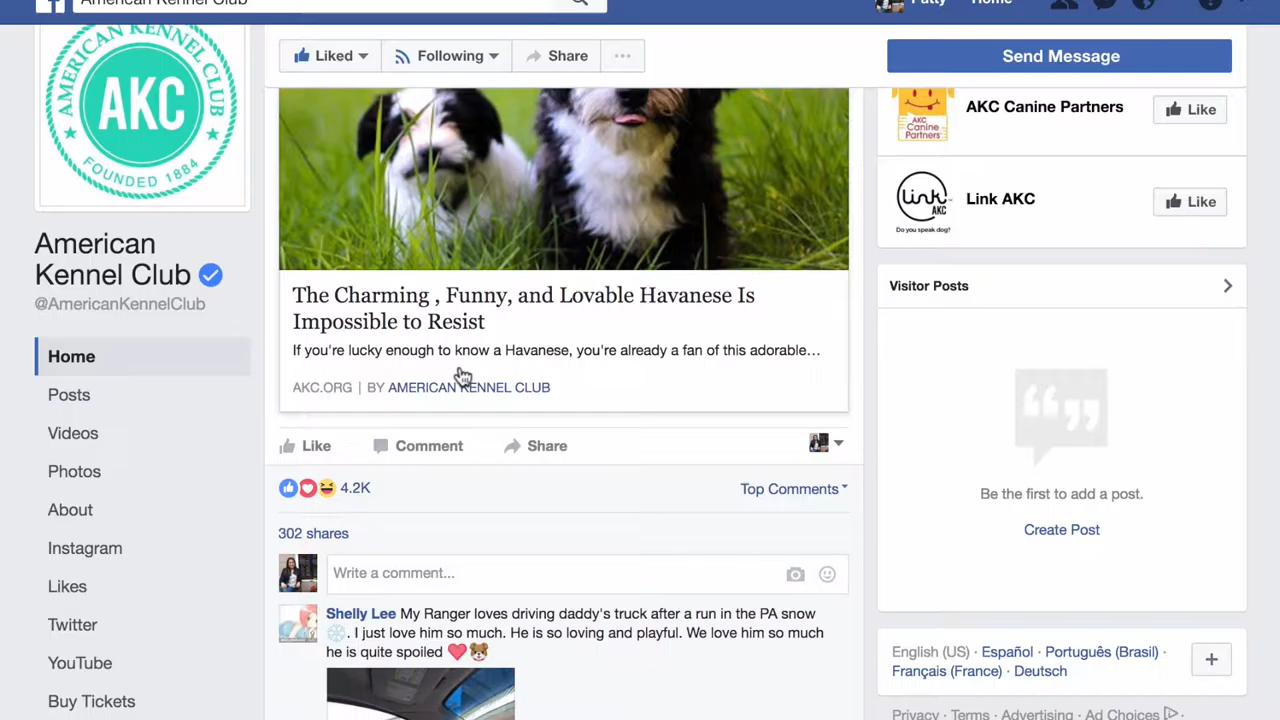 American Kennel Club
Patty
Home
AMERICAN KENNEL CLUB
AKC
FOUNDED 1884
American
Kennel Club
@AmericanKennelClub
Home
Posts
Videos
Photos
About
Instagram
Likes
Twitter
YouTube
Buy Tickets
Liked
Following
Share
Send Message
The Charming , Funny, and Lovable Havanese Is
Impossible to Resist
If you're lucky enough to know a Havanese, you're already a fan of this adorable...
AKC.ORG | BY AMERICAN KENNEL CLUB
Like Comment Share
4.2K
Top Comments
302 shares
Write a comment...
Shelly Lee My Ranger loves driving daddy's truck after a run in the PA snow
❄️. I just love him so much. He is so loving and playful. We love him so much
he is quite spoiled ❤️🐻
AKC Canine
Partners
AKC Canine Partners
Like
Link
AKC
Do you speak dog?
Link AKC
Like
Visitor Posts
Be the first to add a post.
Create Post
English (US) · Español · Português (Brasil) ·
Français (France) · Deutsch
Privacy · Terms · Advertising · Ad Choices ·